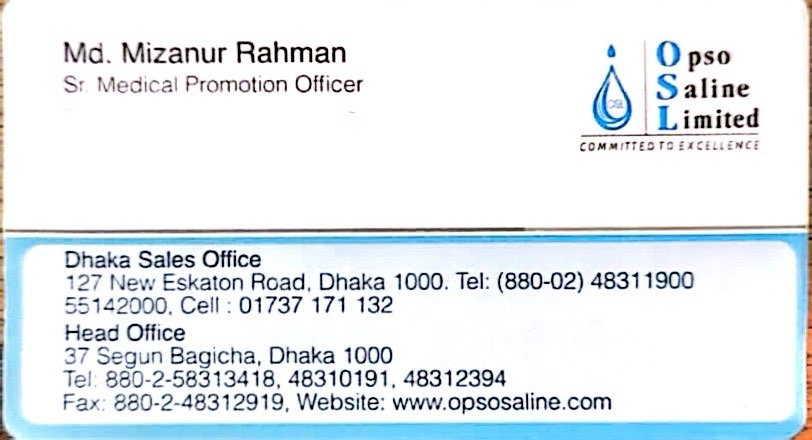 Md. Mizanur Rahman
Sr. Medical Promotion Officer
Opso
Saline
Limited
COMMITTED TO EXCELLENCE
Dhaka Sales Office
127 New Eskaton Road, Dhaka 1000. Tel: (880-02) 48311900
55142000, Cell : 01737 171 132
Head Office
37 Segun Bagicha, Dhaka 1000
Tel: 880-2-58313418, 48310191, 48312394
Fax: 880-2-48312919, Website: www.opsosaline.com